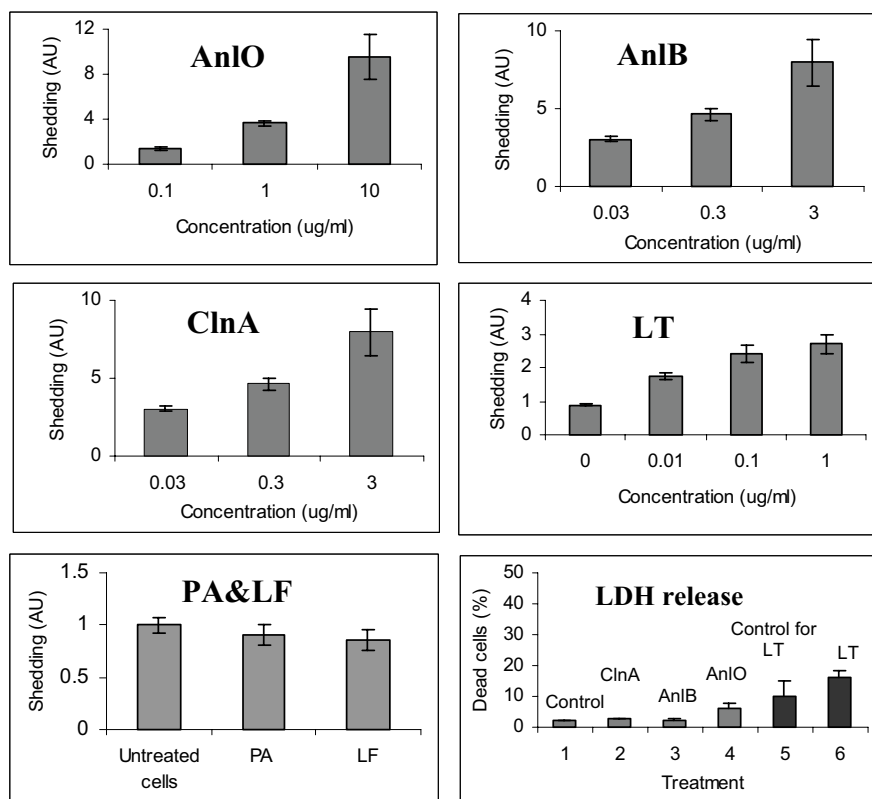 AnlO
Shedding (AU)
12
8
4
0
0.1 1 10
Concentration (ug/ml)
AnlB
Shedding (AU)
10
5
0
0.03 0.3 3
Concentration (ug/ml)
ClnA
Shedding (AU)
10
5
0
0.03 0.3 3
Concentration (ug/ml)
LT
Shedding (AU)
4
3
2
1
0
0 0.01 0.1 1
Concentration (ug/ml)
PA&LF
Shedding (AU)
1.5
1
0.5
0
Untreated PA LF
cells
LDH release
Dead cells (%)
50
40
30
20
10
0
Control
ClnA
AnlB
AnlO
Control for
LT
LT
1 2 3 4 5 6
Treatment